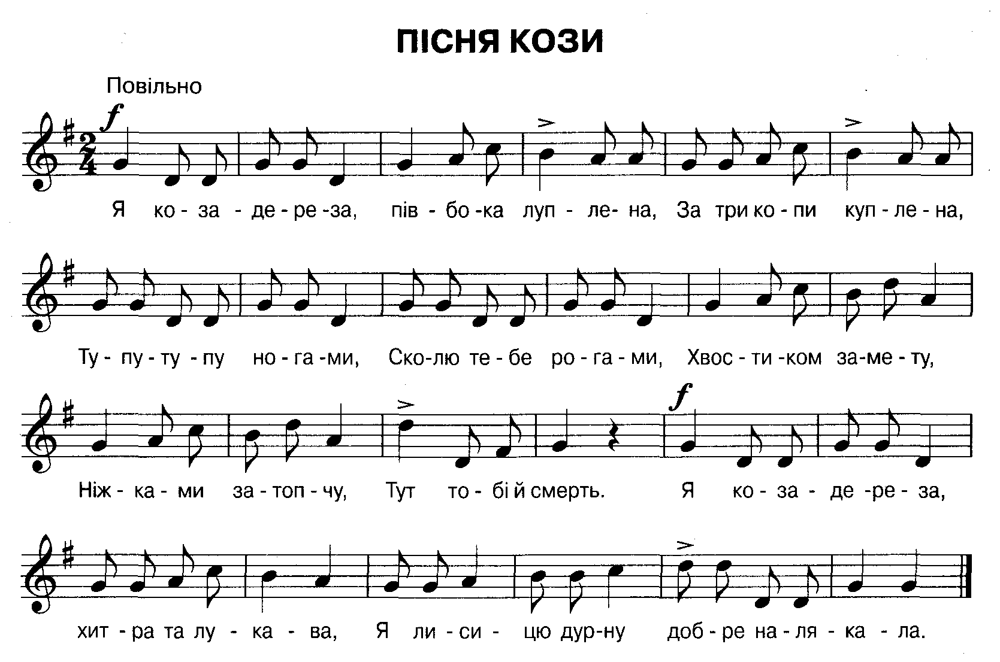 ПІСНЯ КОЗИ
Повільно
f
2/4
Я ко - за - де - ре -за, пів - бо -ка луп - ле- на, За три ко - пи куп - ле - на,
Ту - пу - ту - пу но - га -ми, Ско-лю те - бе ро - га - ми, Хвос - ти -ком за-ме - ту,
f
Ніж - ка - ми за - топ - чу, Тут то - бі й смерть. Я ко - за - де -ре - за,
хит - ра та лу - ка - ва, Я ли - си - цю дур-ну доб - ре на - ля - ка - ла.